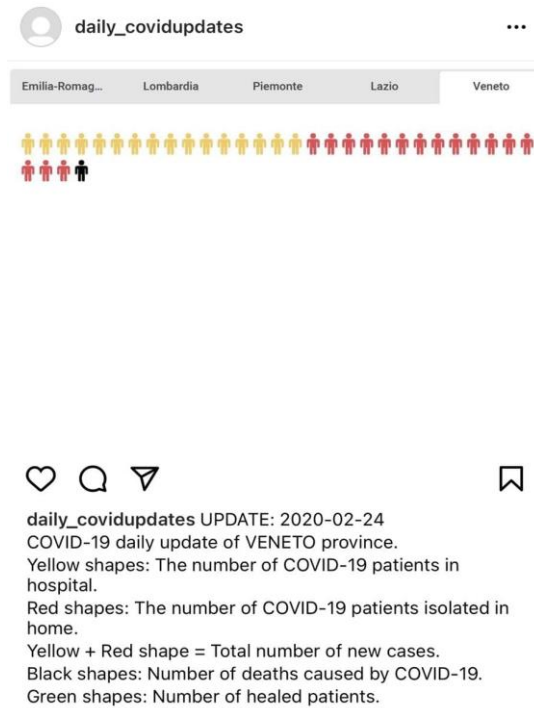 daily_covidupdates
Emilia-Romag... Lombardia Piemonte Lazio Veneto
daily_covidupdates UPDATE: 2020-02-24
COVID-19 daily update of VENETO province.
Yellow shapes: The number of COVID-19 patients in
hospital.
Red shapes: The number of COVID-19 patients isolated in
home.
Yellow + Red shape = Total number of new cases.
Black shapes: Number of deaths caused by COVID-19.
Green shapes: Number of healed patients.